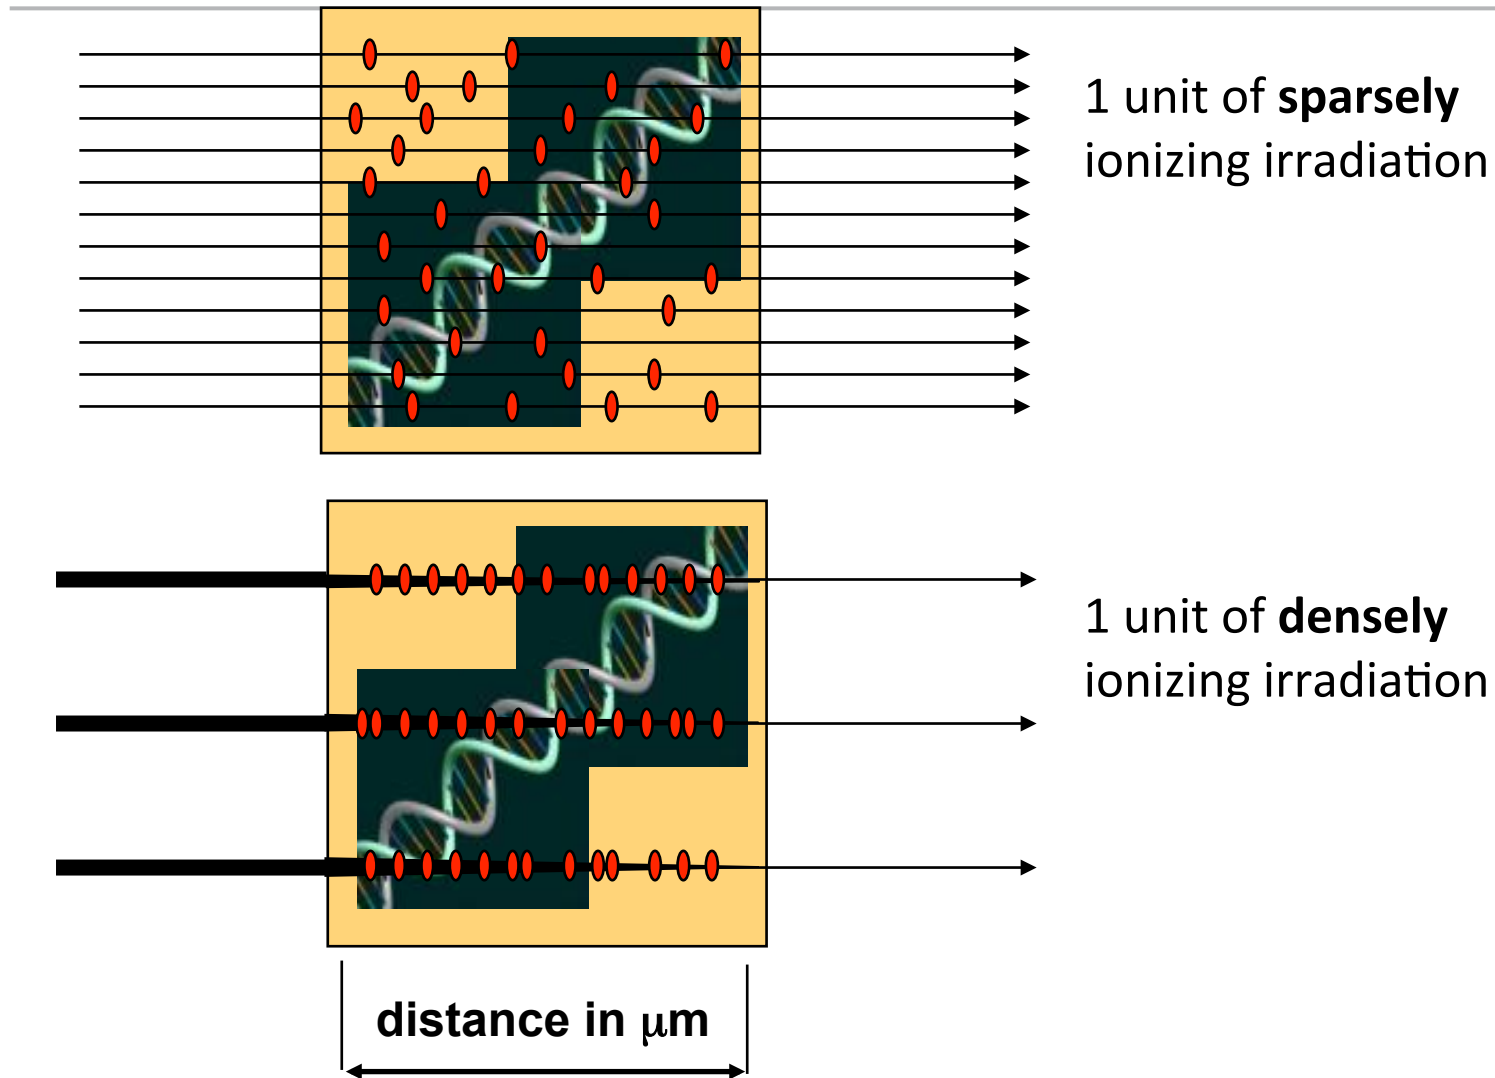 1 unit of sparsely
ionizing irradiation
1 unit of densely
ionizing irradiation
distance in μm